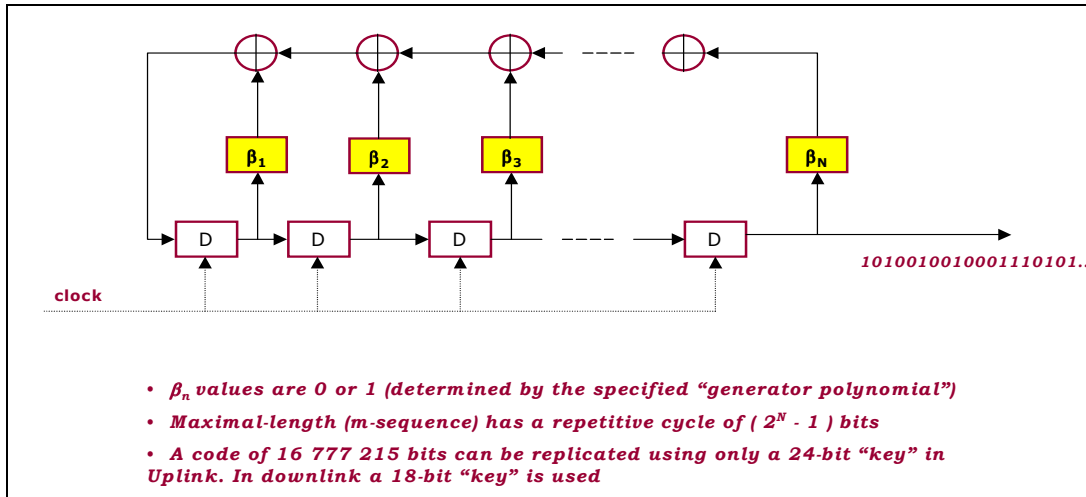 β1 β2 β3 βN
D D D D
1010010010001110101..
clock
• βn values are 0 or 1 (determined by the specified “generator polynomial”)
• Maximal-length (m-sequence) has a repetitive cycle of ( 2^N - 1 ) bits
• A code of 16 777 215 bits can be replicated using only a 24-bit “key” in
Uplink. In downlink a 18-bit “key” is used